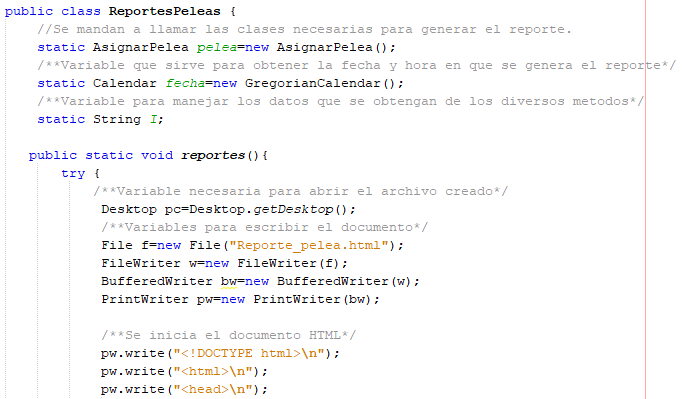 public class ReportesPeleas {
//Se mandan a llamar las clases necesarias para generar el reporte.
static AsignarPelea pelea=new AsignarPelea();
/**Variable que sirve para obtener la fecha y hora en que se genera el reporte*/
static Calendar fecha=new GregorianCalendar();
/**Variable para manejar los datos que se obtengan de los diversos metodos*/
static String I;
public static void reportes(){
try {
/**Variable necesaria para abrir el archivo creado*/
Desktop pc=Desktop.getDesktop();
/**Variables para escribir el documento*/
File f=new File("Reporte_pelea.html");
FileWriter w=new FileWriter(f);
BufferedWriter bw=new BufferedWriter(w);
PrintWriter pw=new PrintWriter(bw);
/**Se inicia el documento HTML*/
pw.write("<!DOCTYPE html>\n");
pw.write("<html>\n");
pw.write("<head>\n");